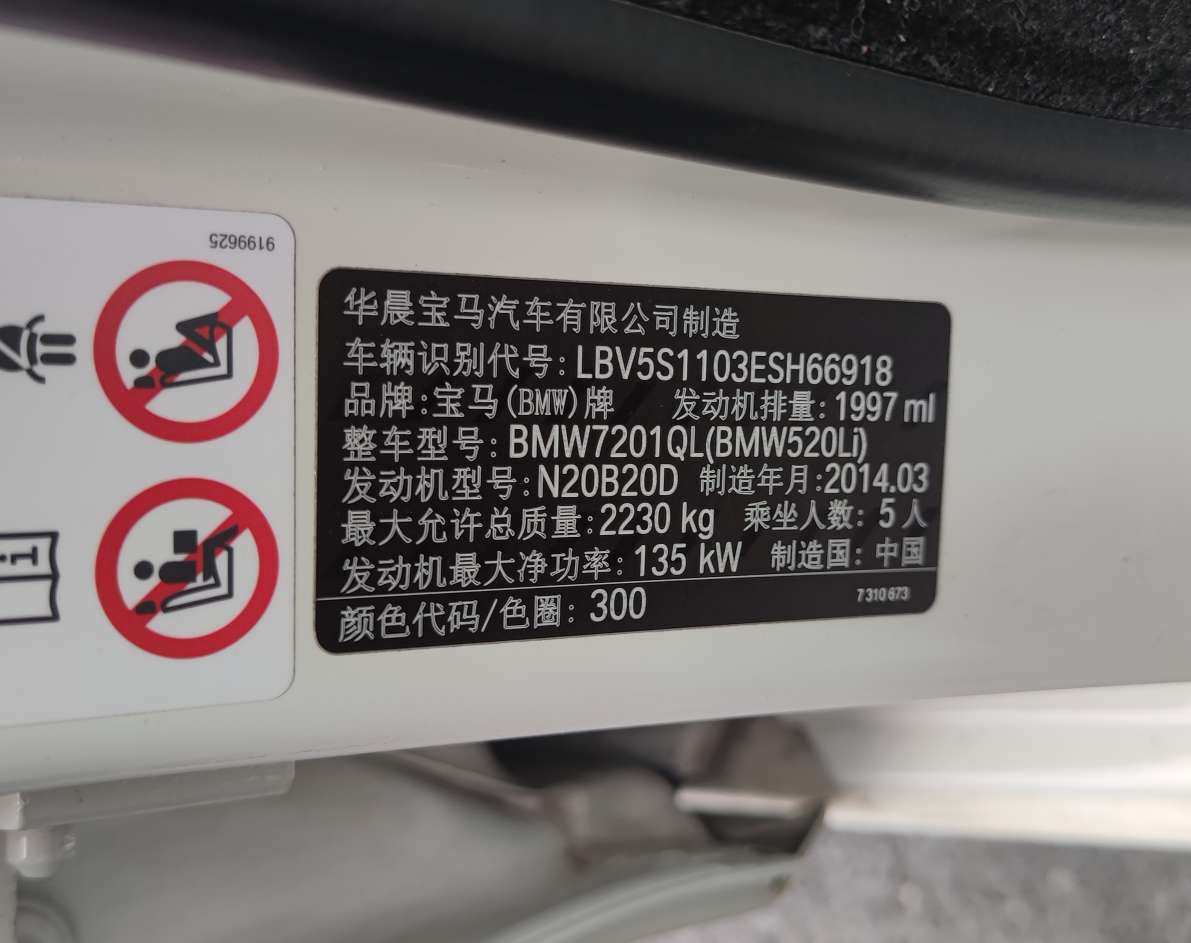 9199625
华晨宝马汽车有限公司制造
车辆识别代号: LBV5S1103ESH66918
品牌:宝马(BMW)牌 发动机排量: 1997 ml
整车型号: BMW7201QL(BMW520Li)
发动机型号: N20B20D 制造年月:2014.03
最大允许总质量: 2230 kg 乘坐人数: 5 人
发动机最大净功率: 135 kW 制造国: 中国
颜色代码/色圈: 300 7 310 673
i